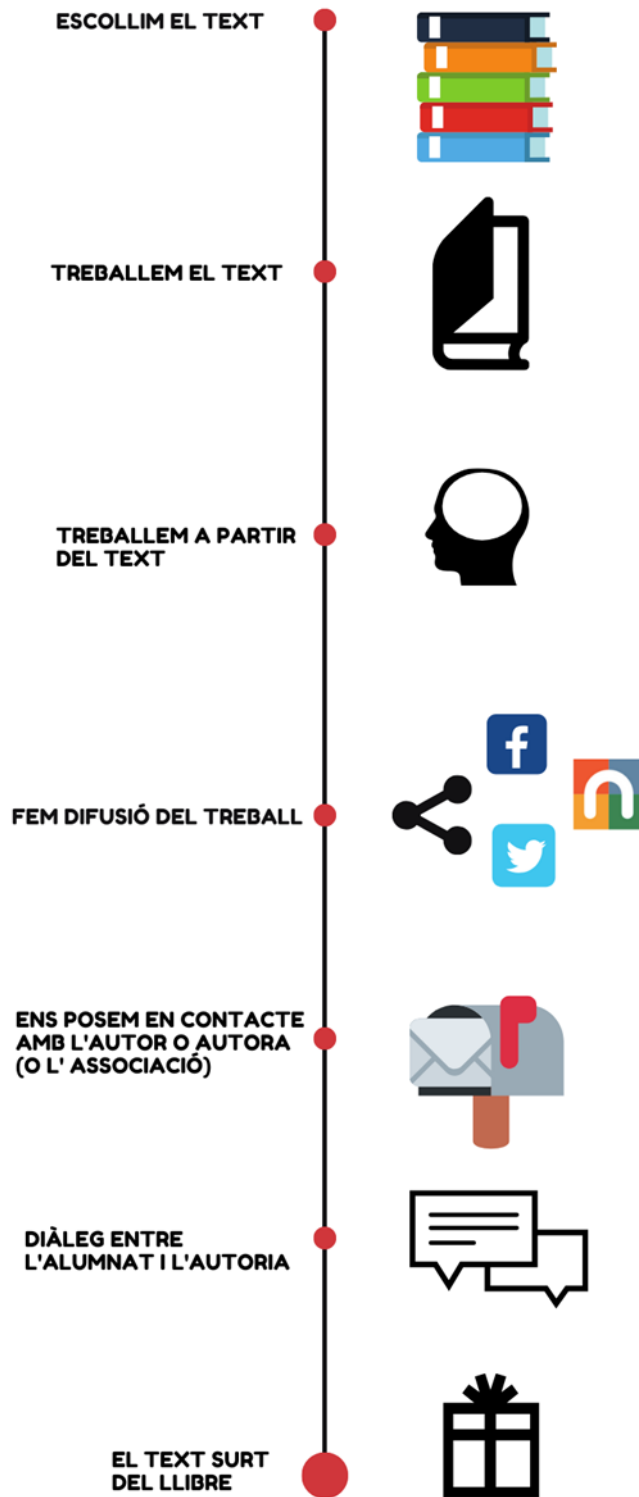 ESCOLLIM EL TEXT
TREBALLEM EL TEXT
TREBALLEM A PARTIR
DEL TEXT
FEM DIFUSIÓ DEL TREBALL
ENS POSEM EN CONTACTE
AMB L'AUTOR O AUTORA
(O L' ASSOCIACIÓ)
DIÀLEG ENTRE
L'ALUMNAT I L'AUTORIA
EL TEXT SURT
DEL LLIBRE